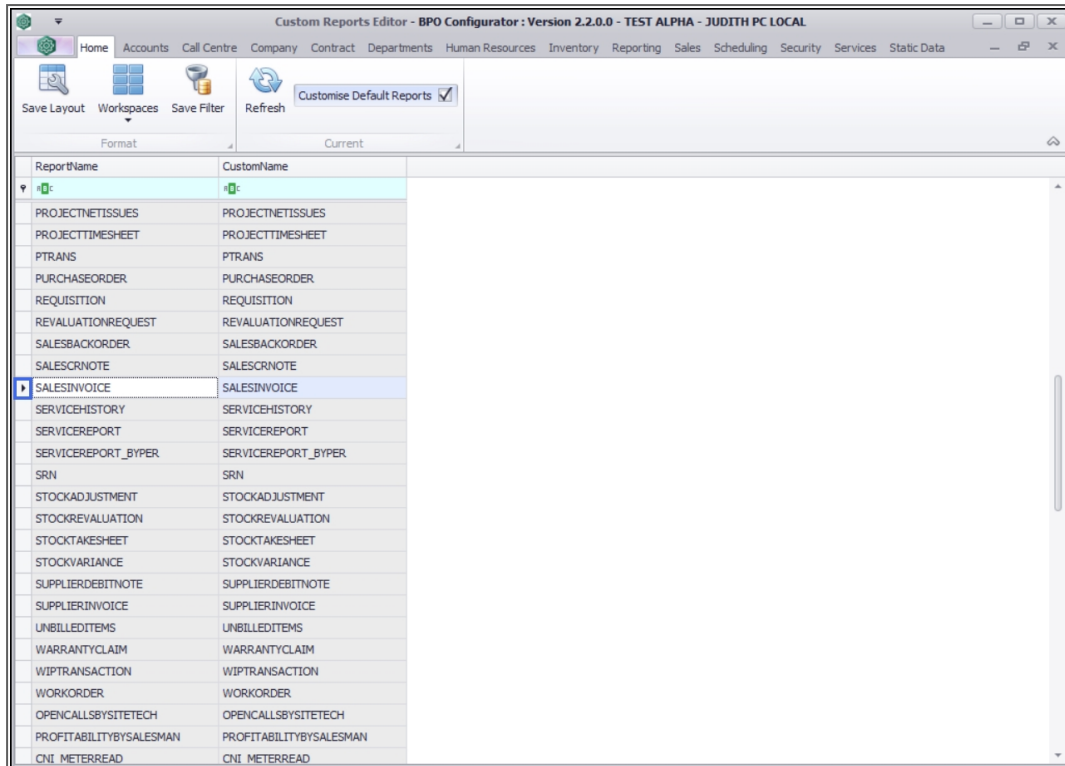 Custom Reports Editor - BPO Configurator : Version 2.2.0.0 - TEST ALPHA - JUDITH PC LOCAL
Home Accounts Call Centre Company Contract Departments Human Resources Inventory Reporting Sales Scheduling Security Services Static Data
Save Layout Workspaces Save Filter Refresh Customise Default Reports
Format Current
ReportName CustomName
PROJECTNETISSUES PROJECTNETISSUES
PROJECTTIMESHEET PROJECTTIMESHEET
PTRANS PTRANS
PURCHASEORDER PURCHASEORDER
REQUISITION REQUISITION
REVALUATIONREQUEST REVALUATIONREQUEST
SALESBACKORDER SALESBACKORDER
SALESCRNOTE SALESCRNOTE
SALESINVOICE SALESINVOICE
SERVICEHISTORY SERVICEHISTORY
SERVICEREPORT SERVICEREPORT
SERVICEREPORT_BYPER SERVICEREPORT_BYPER
SRN SRN
STOCKADJUSTMENT STOCKADJUSTMENT
STOCKREVALUATION STOCKREVALUATION
STOCKTAKESHEET STOCKTAKESHEET
STOCKVARIANCE STOCKVARIANCE
SUPPLIERDEBITNOTE SUPPLIERDEBITNOTE
SUPPLIERINVOICE SUPPLIERINVOICE
UNBILLEDITEMS UNBILLEDITEMS
WARRANTYCLAIM WARRANTYCLAIM
WIPTRANSACTION WIPTRANSACTION
WORKORDER WORKORDER
OPENCALLSBYSITETECH OPENCALLSBYSITETECH
PROFITABILITYBYSALESMAN PROFITABILITYBYSALESMAN
CNI_METERREAD CNI_METERREAD